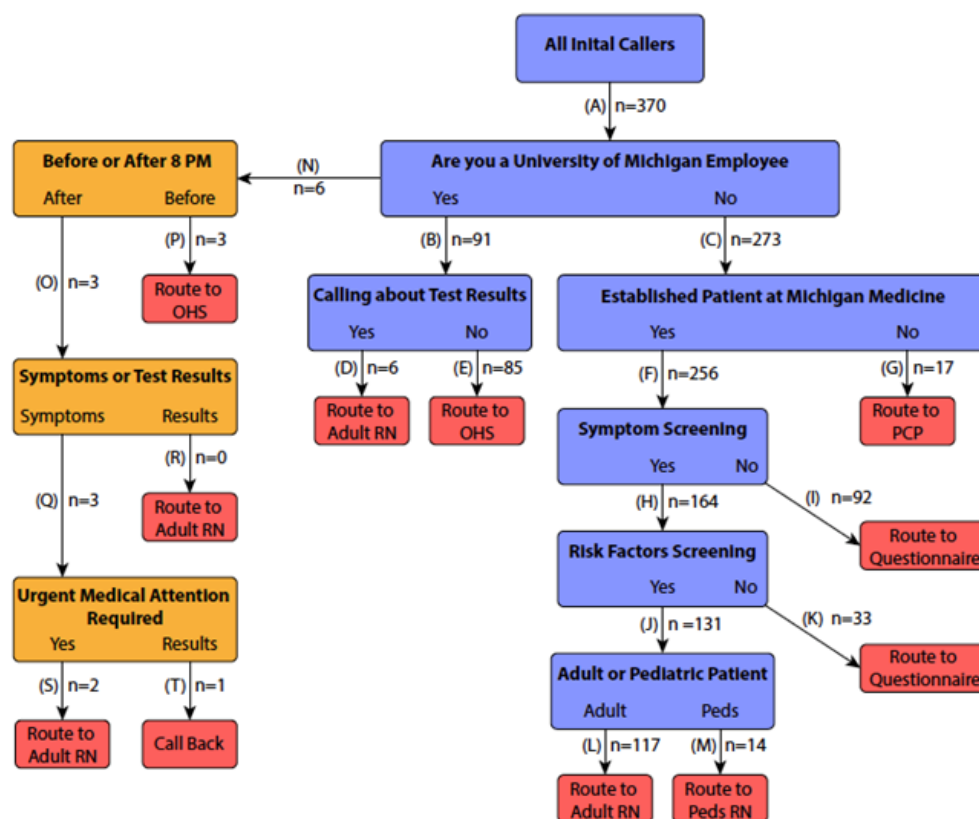 All Inital Callers
(A) n=370
Are you a University of Michigan Employee
Yes No
(N)
n=6
Before or After 8 PM
After Before
(P) n=3
Route to
OHS
(O) n=3
Symptoms or Test Results
Symptoms Results
(R) n=0
Route to
Adult RN
(Q) n=3
Urgent Medical Attention
Required
Yes Results
(S) n=2
(T) n=1
Route to
Adult RN
Call Back
(B) n=91
(C) n=273
Calling about Test Results
Yes No
(D) n=6
(E) n=85
Route to
Adult RN
Route to
OHS
Established Patient at Michigan Medicine
Yes No
(F) n=256
(G) n=17
Route to
PCP
Symptom Screening
Yes No
(H) n=164
(I) n=92
Route to
Questionnaire
Risk Factors Screening
Yes No
(J) n =131
(K) n=33
Route to
Questionnaire
Adult or Pediatric Patient
Adult Peds
(L) n=117
(M) n=14
Route to
Adult RN
Route to
Peds RN